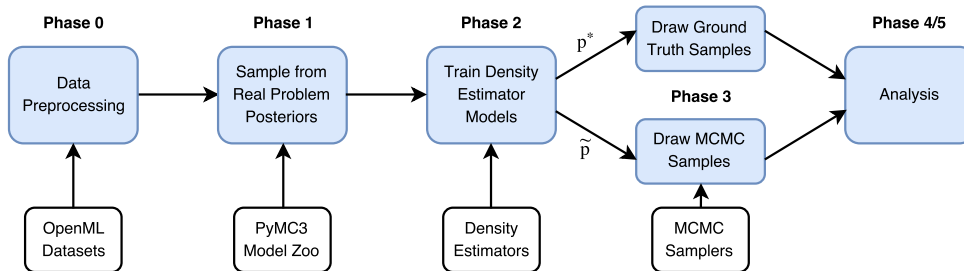 Phase 0
Data
Preprocessing
OpenML
Datasets
Phase 1
Sample from
Real Problem
Posteriors
PyMC3
Model Zoo
Phase 2
Train Density
Estimator
Models
Density
Estimators
p*
p̃
Draw Ground
Truth Samples
Phase 3
Draw MCMC
Samples
MCMC
Samplers
Phase 4/5
Analysis